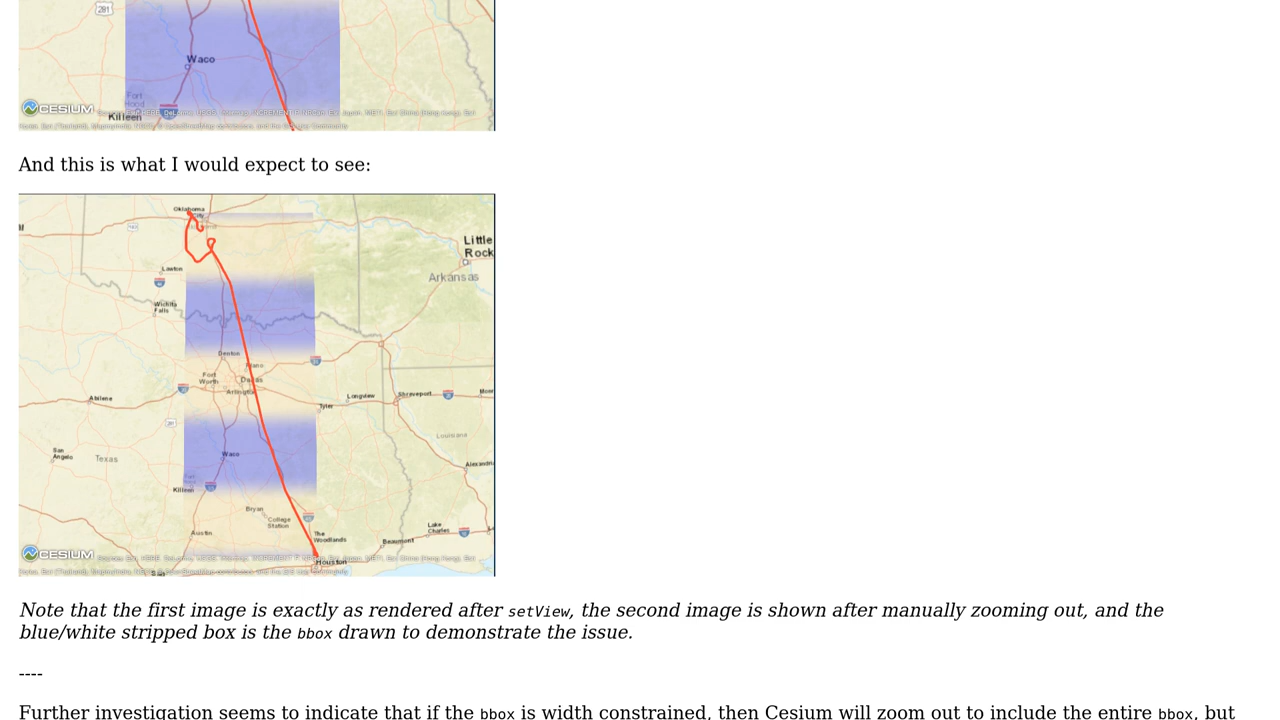 281
Waco
Fort
Hood
CESIUM
Killeen
And this is what I would expect to see:
Oklahoma
City
Little
Rock
Arkansas
Lawton
Wichita
Falls
Denton
Plano
Fort
Worth
Dallas
Arlington
Abilene
Longview
Shreveport
Tyler
Louisiana
San
Angelo
Texas
Waco
Killeen
Bryan
College
Station
Austin
The
Woodlands
Beaumont
Lake
Charles
CESIUM
Houston
Note that the first image is exactly as rendered after setView, the second image is shown after manually zooming out, and the
blue/white stripped box is the bbox drawn to demonstrate the issue.
----
Further investigation seems to indicate that if the bbox is width constrained, then Cesium will zoom out to include the entire bbox, but